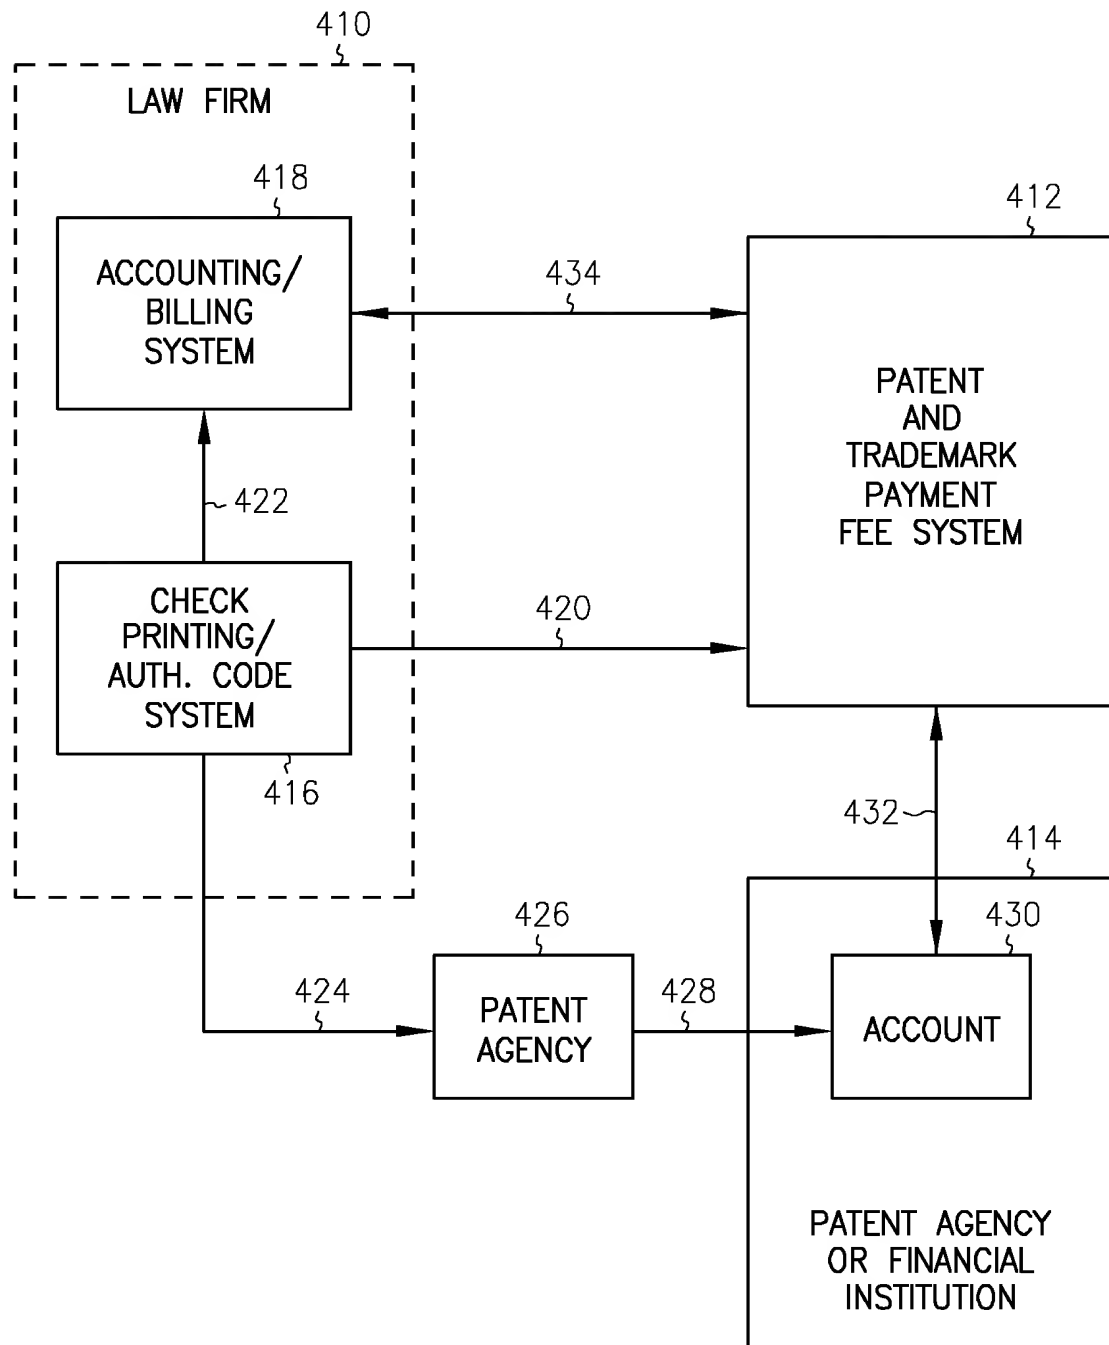 410
LAW FIRM
418
ACCOUNTING/
BILLING
SYSTEM
434
412
PATENT
AND
TRADEMARK
PAYMENT
FEE SYSTEM
422
CHECK
PRINTING/
AUTH. CODE
SYSTEM
416
420
432
414
424
426
PATENT
AGENCY
428
430
ACCOUNT
PATENT AGENCY
OR FINANCIAL
INSTITUTION